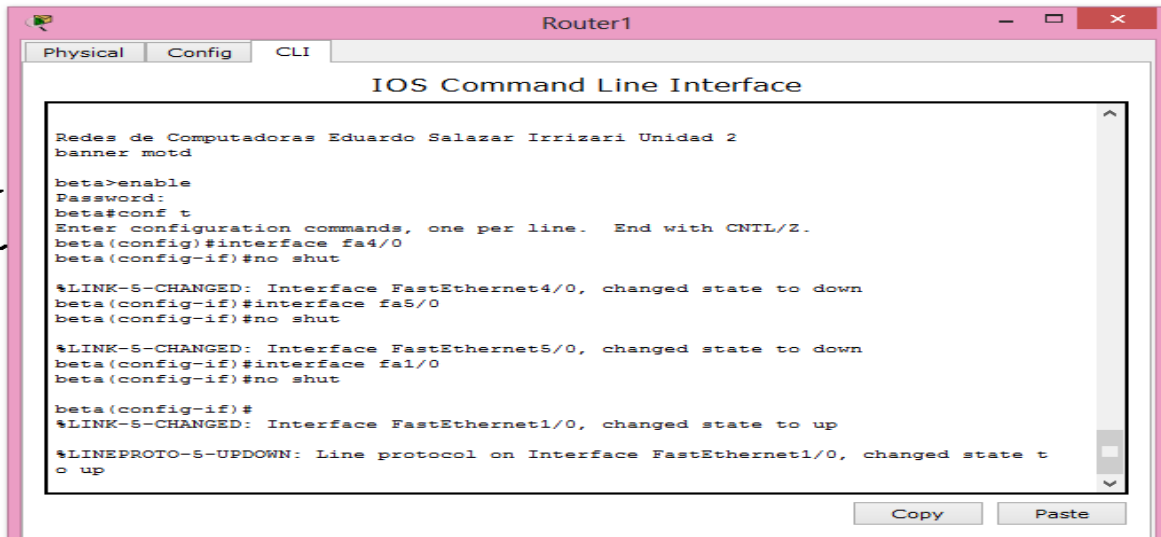 Router1
Physical Config CLI
IOS Command Line Interface
Redes de Computadoras Eduardo Salazar Irrizari Unidad 2
banner motd
beta>enable
Password:
beta#conf t
Enter configuration commands, one per line.  End with CNTL/Z.
beta(config)#interface fa4/0
beta(config-if)#no shut
%LINK-5-CHANGED: Interface FastEthernet4/0, changed state to down
beta(config-if)#interface fa5/0
beta(config-if)#no shut
%LINK-5-CHANGED: Interface FastEthernet5/0, changed state to down
beta(config-if)#interface fa1/0
beta(config-if)#no shut
beta(config-if)#
%LINK-5-CHANGED: Interface FastEthernet1/0, changed state to up
%LINEPROTO-5-UPDOWN: Line protocol on Interface FastEthernet1/0, changed state t
o up
Copy Paste